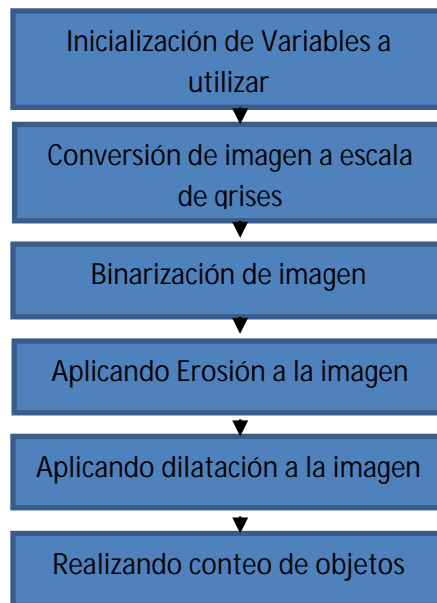 Inicialización de Variables a
utilizar
Conversión de imagen a escala
de grises
Binarización de imagen
Aplicando Erosión a la imagen
Aplicando dilatación a la imagen
Realizando conteo de objetos